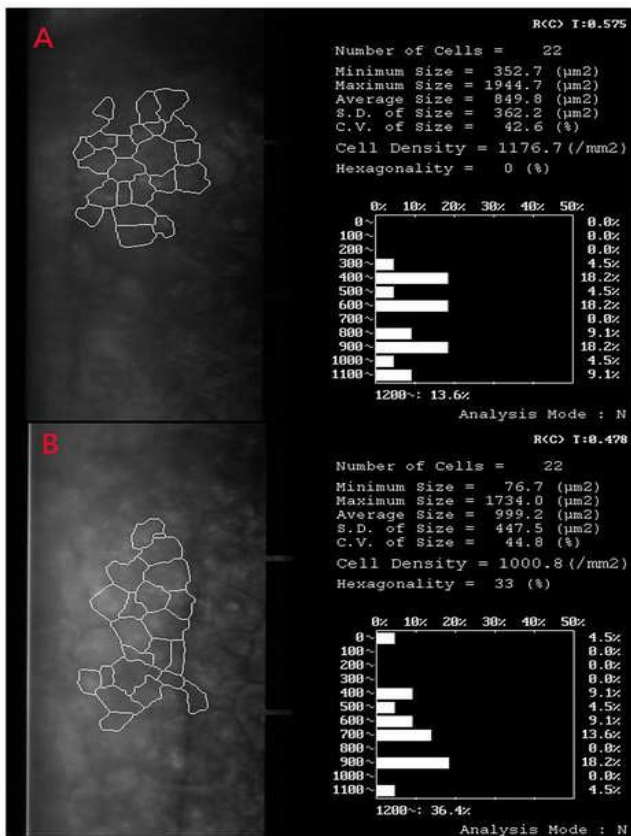 A
R(C) T:0.575
Number of Cells = 22
Minimum Size = 352.7 (µm2)
Maximum Size = 1944.7 (µm2)
Average Size = 849.8 (µm2)
S.D. of Size = 362.2 (µm2)
C.V. of Size = 42.6 (%)
Cell Density = 1176.7(/mm2)
Hexagonality = 0 (%)
0% 10% 20% 30% 40% 50%
0~ 0.0%
100~ 0.0%
200~ 0.0%
300~ 4.5%
400~ 18.2%
500~ 4.5%
600~ 18.2%
700~ 0.0%
800~ 9.1%
900~ 18.2%
1000~ 4.5%
1100~ 9.1%
1200~: 13.6%
Analysis Mode : N
B
R(C) T:0.478
Number of Cells = 22
Minimum Size = 76.7 (µm2)
Maximum Size = 1734.0 (µm2)
Average Size = 999.2 (µm2)
S.D. of Size = 447.5 (µm2)
C.V. of Size = 44.8 (%)
Cell Density = 1000.8(/mm2)
Hexagonality = 33 (%)
0% 10% 20% 30% 40% 50%
0~ 4.5%
100~ 0.0%
200~ 0.0%
300~ 0.0%
400~ 9.1%
500~ 4.5%
600~ 9.1%
700~ 13.6%
800~ 0.0%
900~ 18.2%
1000~ 0.0%
1100~ 4.5%
1200~: 36.4%
Analysis Mode : N